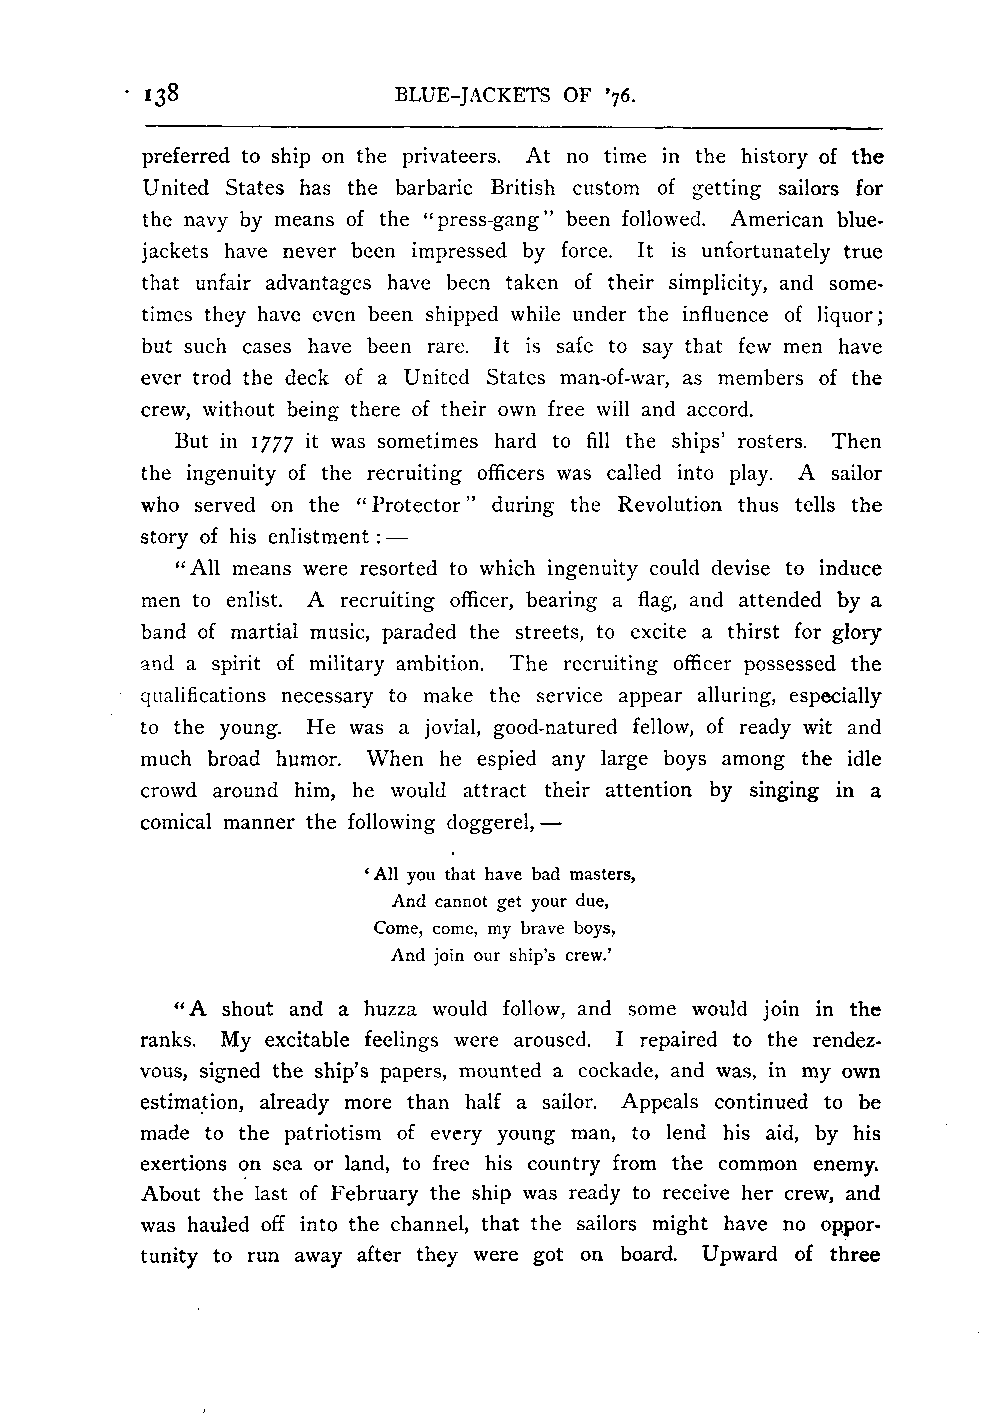 138 BLUE-JACKETS OF '76.
preferred to ship on the privateers. At no time in the history of the
United States has the barbaric British custom of getting sailors for
the navy by means of the “press-gang” been followed. American blue-
jackets have never been impressed by force. It is unfortunately true
that unfair advantages have been taken of their simplicity, and some-
times they have even been shipped while under the influence of liquor;
but such cases have been rare. It is safe to say that few men have
ever trod the deck of a United States man-of-war, as members of the
crew, without being there of their own free will and accord.
But in 1777 it was sometimes hard to fill the ships' rosters. Then
the ingenuity of the recruiting officers was called into play. A sailor
who served on the “Protector” during the Revolution thus tells the
story of his enlistment : —
“All means were resorted to which ingenuity could devise to induce
men to enlist. A recruiting officer, bearing a flag, and attended by a
band of martial music, paraded the streets, to excite a thirst for glory
and a spirit of military ambition. The recruiting officer possessed the
qualifications necessary to make the service appear alluring, especially
to the young. He was a jovial, good-natured fellow, of ready wit and
much broad humor. When he espied any large boys among the idle
crowd around him, he would attract their attention by singing in a
comical manner the following doggerel, —
‘All you that have bad masters,
And cannot get your due,
Come, come, my brave boys,
And join our ship's crew.’
“A shout and a huzza would follow, and some would join in the
ranks. My excitable feelings were aroused. I repaired to the rendez-
vous, signed the ship's papers, mounted a cockade, and was, in my own
estimation, already more than half a sailor. Appeals continued to be
made to the patriotism of every young man, to lend his aid, by his
exertions on sea or land, to free his country from the common enemy.
About the last of February the ship was ready to receive her crew, and
was hauled off into the channel, that the sailors might have no oppor-
tunity to run away after they were got on board. Upward of three